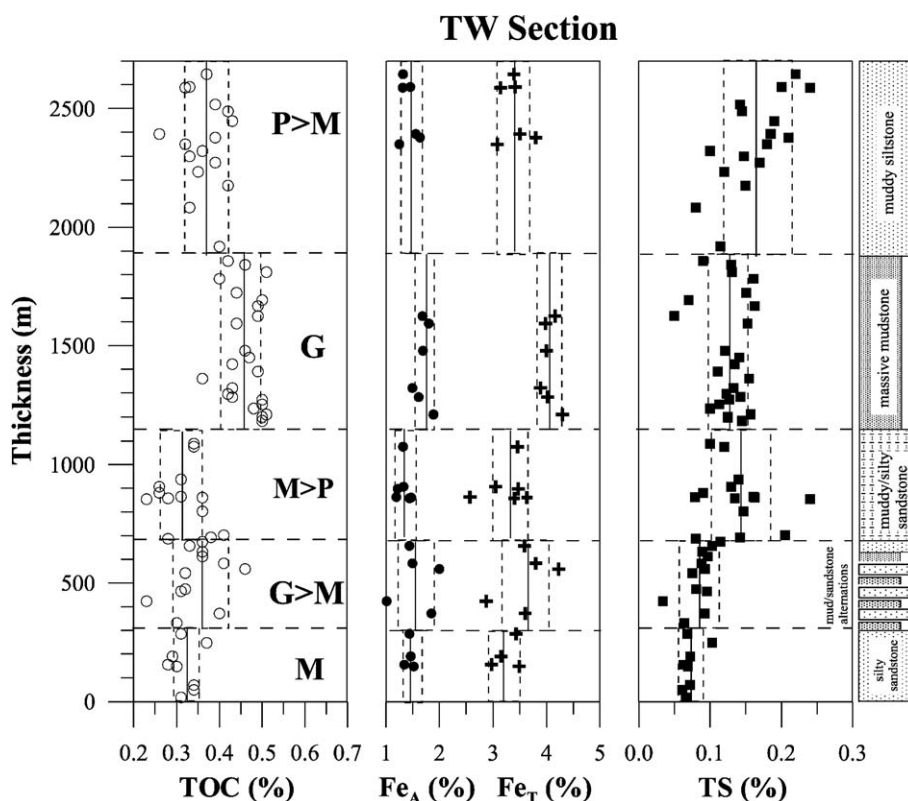 TW Section
Thickness (m)
2500
2000
1500
1000
500
0
P>M
G
M>P
G>M
M
muddy siltstone
massive mudstone
muddy/silty
sandstone
mud/sandstone
alternations
silty
sandstone
0.2 0.3 0.4 0.5 0.6 0.7
1 2 3 4 5
0.0 0.1 0.2 0.3
TOC (%) FeA (%) FeT (%) TS (%)